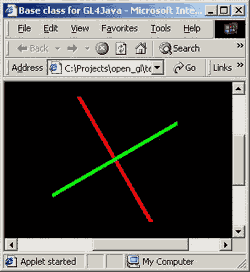 Base class for GL4Java - Microsoft Inte
File Edit View Favorites Tools Help
Back Search
Address C:\Projects\open_gl\te Go Links »
Applet started My Computer